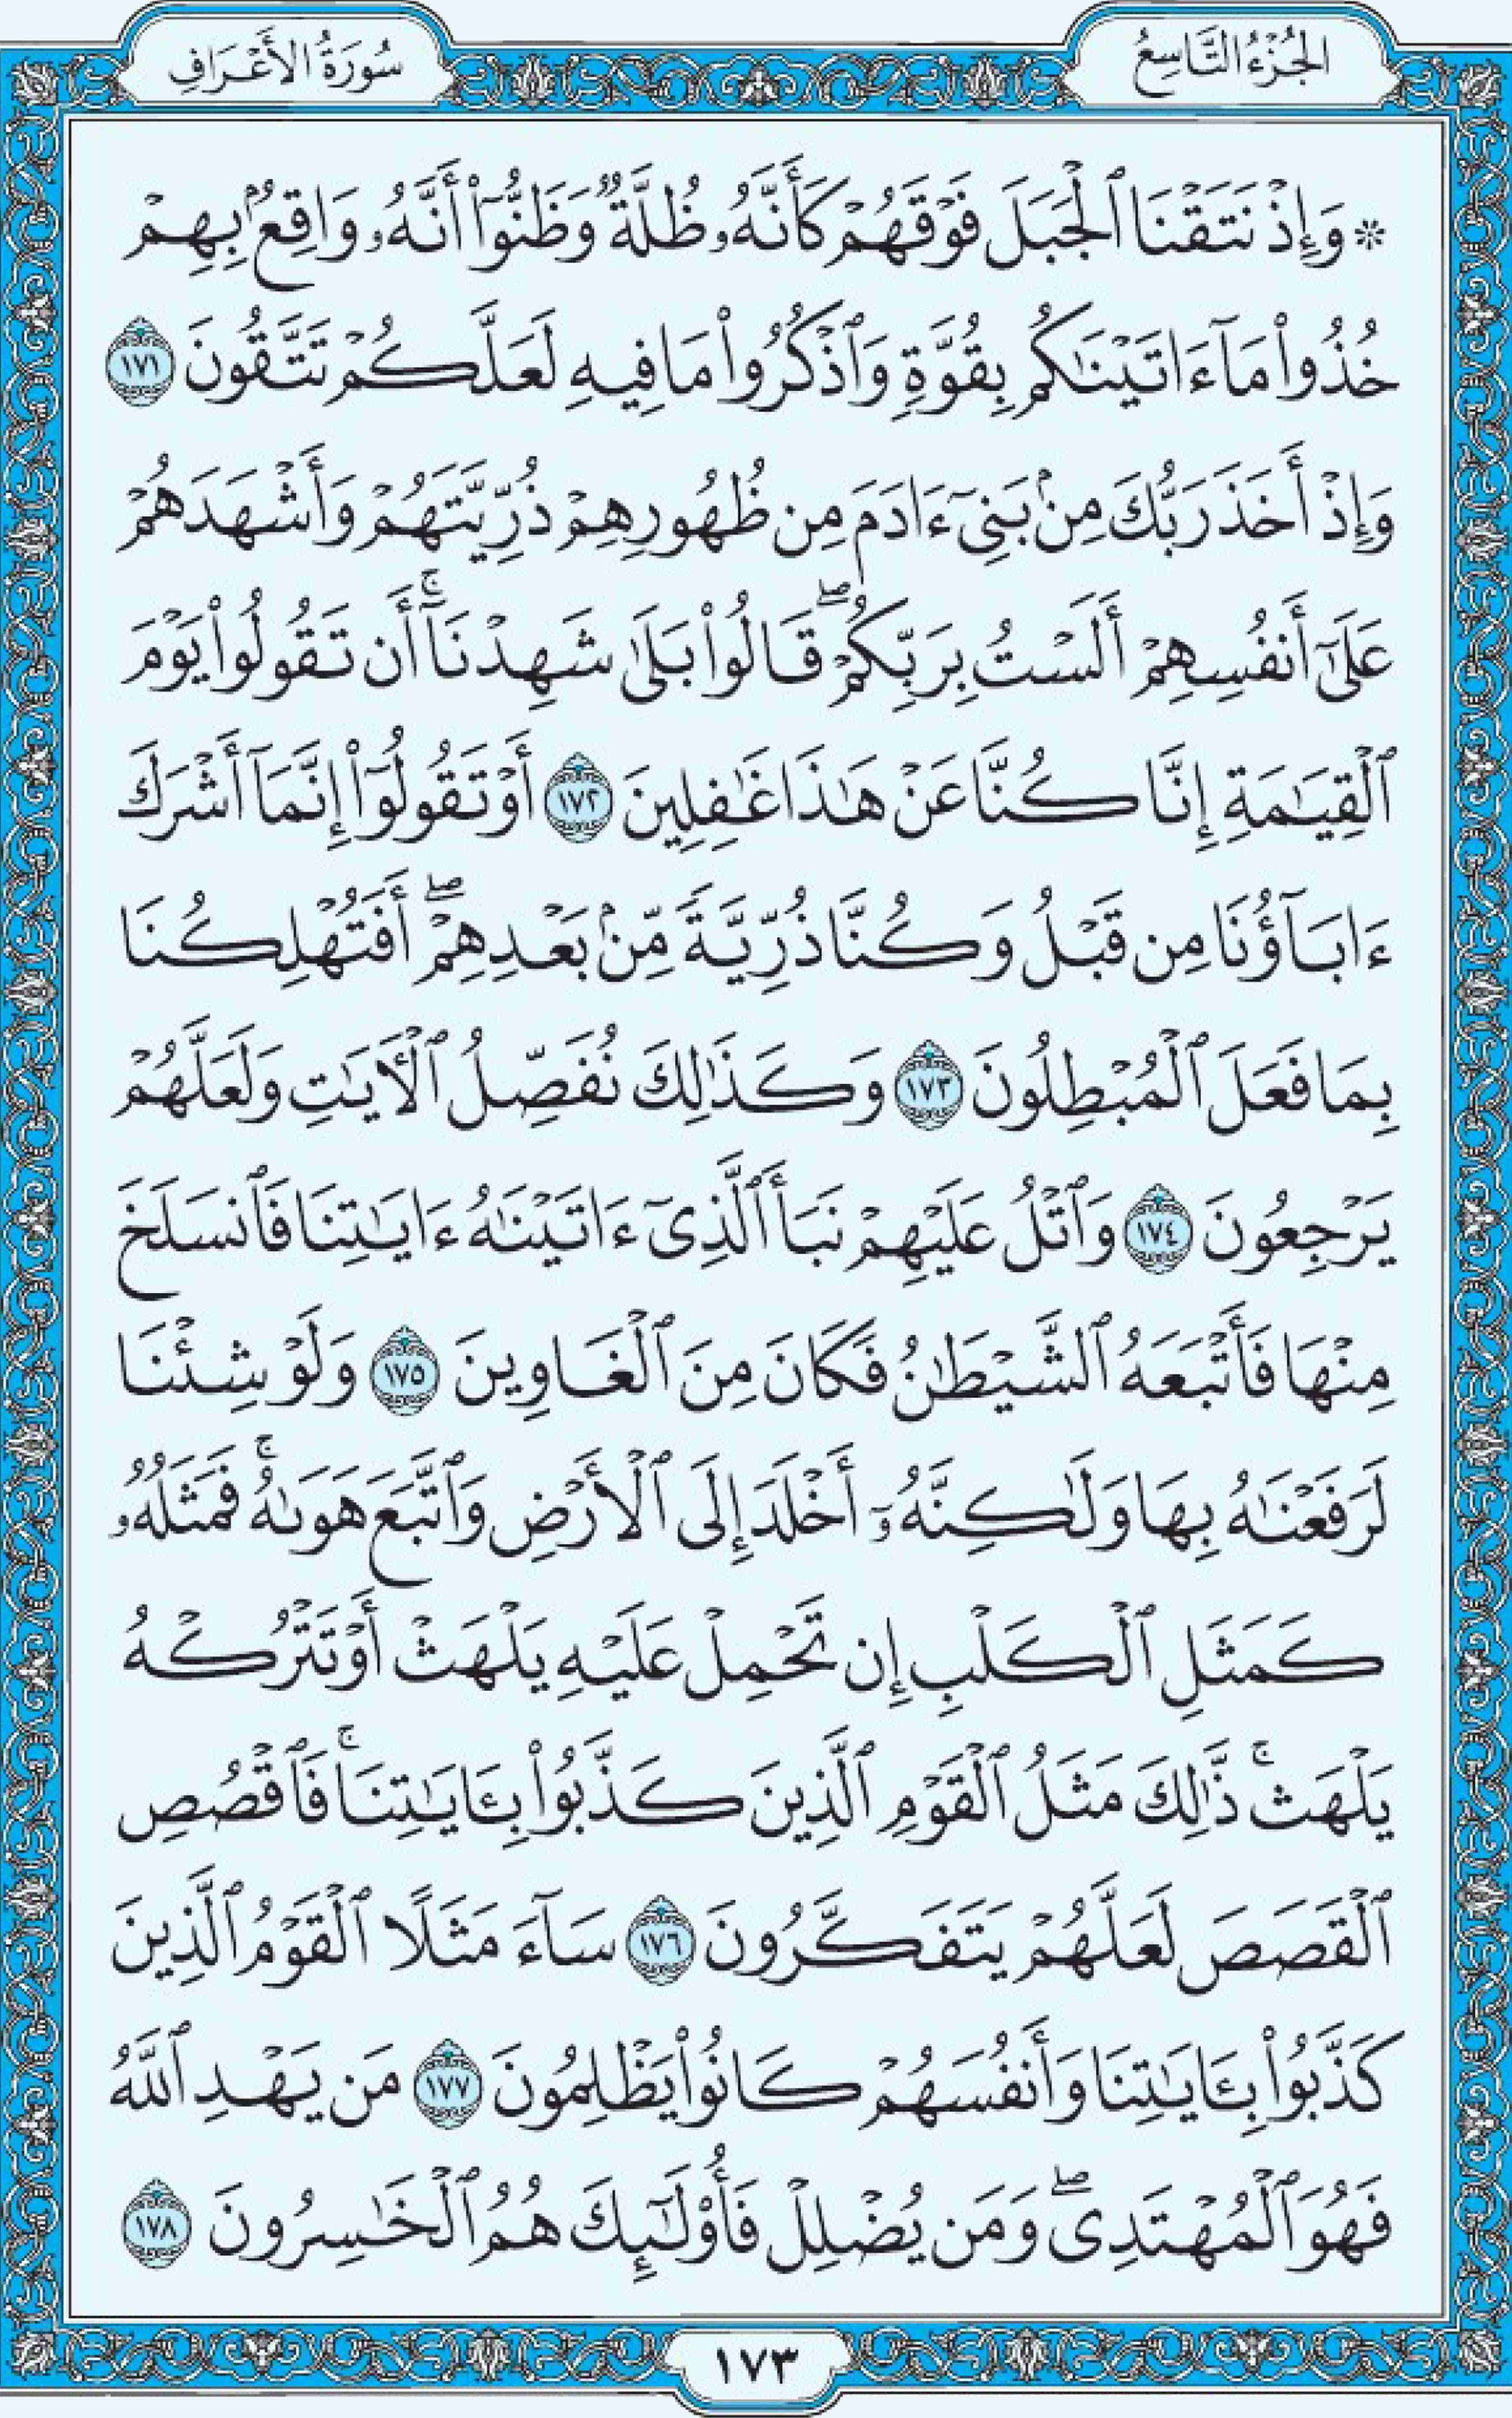 الجُزْءُ التَّاسِعُ
سُورَةُ الأَعْرَافِ
۞ وَإِذْ نَتَقْنَا ٱلْجَبَلَ فَوْقَهُمْ كَأَنَّهُۥ ظُلَّةٌ وَظَنُّوٓا۟ أَنَّهُۥ وَاقِعٌۢ بِهِمْ
خُذُوا۟ مَآ ءَاتَيْنَٰكُم بِقُوَّةٍ وَٱذْكُرُوا۟ مَا فِيهِ لَعَلَّكُمْ تَتَّقُونَ ١٧١
وَإِذْ أَخَذَ رَبُّكَ مِنۢ بَنِىٓ ءَادَمَ مِن ظُهُورِهِمْ ذُرِّيَّتَهُمْ وَأَشْهَدَهُمْ
عَلَىٰٓ أَنفُسِهِمْ أَلَسْتُ بِرَبِّكُمْ ۖ قَالُوا۟ بَلَىٰ شَهِدْنَآ ۚ أَن تَقُولُوا۟ يَوْمَ
ٱلْقِيَٰمَةِ إِنَّا كُنَّا عَنْ هَٰذَا غَٰفِلِينَ ١٧٢ أَوْ تَقُولُوٓا۟ إِنَّمَآ أَشْرَكَ
ءَابَآؤُنَا مِن قَبْلُ وَكُنَّا ذُرِّيَّةً مِّنۢ بَعْدِهِمْ ۖ أَفَتُهْلِكُنَا
بِمَا فَعَلَ ٱلْمُبْطِلُونَ ١٧٣ وَكَذَٰلِكَ نُفَصِّلُ ٱلْـَٔايَٰتِ وَلَعَلَّهُمْ
يَرْجِعُونَ ١٧٤ وَٱتْلُ عَلَيْهِمْ نَبَأَ ٱلَّذِىٓ ءَاتَيْنَٰهُ ءَايَٰتِنَا فَٱنسَلَخَ
مِنْهَا فَأَتْبَعَهُ ٱلشَّيْطَٰنُ فَكَانَ مِنَ ٱلْغَاوِينَ ١٧٥ وَلَوْ شِئْنَا
لَرَفَعْنَٰهُ بِهَا وَلَٰكِنَّهُۥٓ أَخْلَدَ إِلَى ٱلْأَرْضِ وَٱتَّبَعَ هَوَىٰهُ ۚ فَمَثَلُهُۥ
كَمَثَلِ ٱلْكَلْبِ إِن تَحْمِلْ عَلَيْهِ يَلْهَثْ أَوْ تَتْرُكْهُ
يَلْهَث ۚ ذَّٰلِكَ مَثَلُ ٱلْقَوْمِ ٱلَّذِينَ كَذَّبُوا۟ بِـَٔايَٰتِنَا ۚ فَٱقْصُصِ
ٱلْقَصَصَ لَعَلَّهُمْ يَتَفَكَّرُونَ ١٧٦ سَآءَ مَثَلًا ٱلْقَوْمُ ٱلَّذِينَ
كَذَّبُوا۟ بِـَٔايَٰتِنَا وَأَنفُسَهُمْ كَانُوا۟ يَظْلِمُونَ ١٧٧ مَن يَهْدِ ٱللَّهُ
فَهُوَ ٱلْمُهْتَدِى ۖ وَمَن يُضْلِلْ فَأُو۟لَٰٓئِكَ هُمُ ٱلْخَٰسِرُونَ ١٧٨
١٧٣